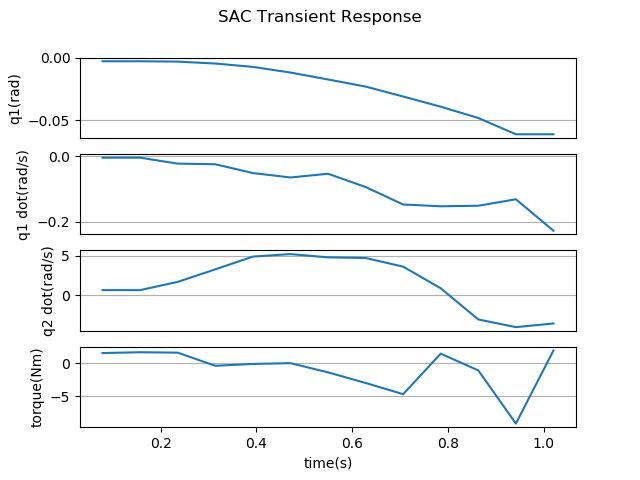 SAC Transient Response
q1(rad)
0.00
−0.05
q1 dot(rad/s)
0.0
−0.2
q2 dot(rad/s)
5
0
torque(Nm)
0
−5
0.2 0.4 0.6 0.8 1.0
time(s)